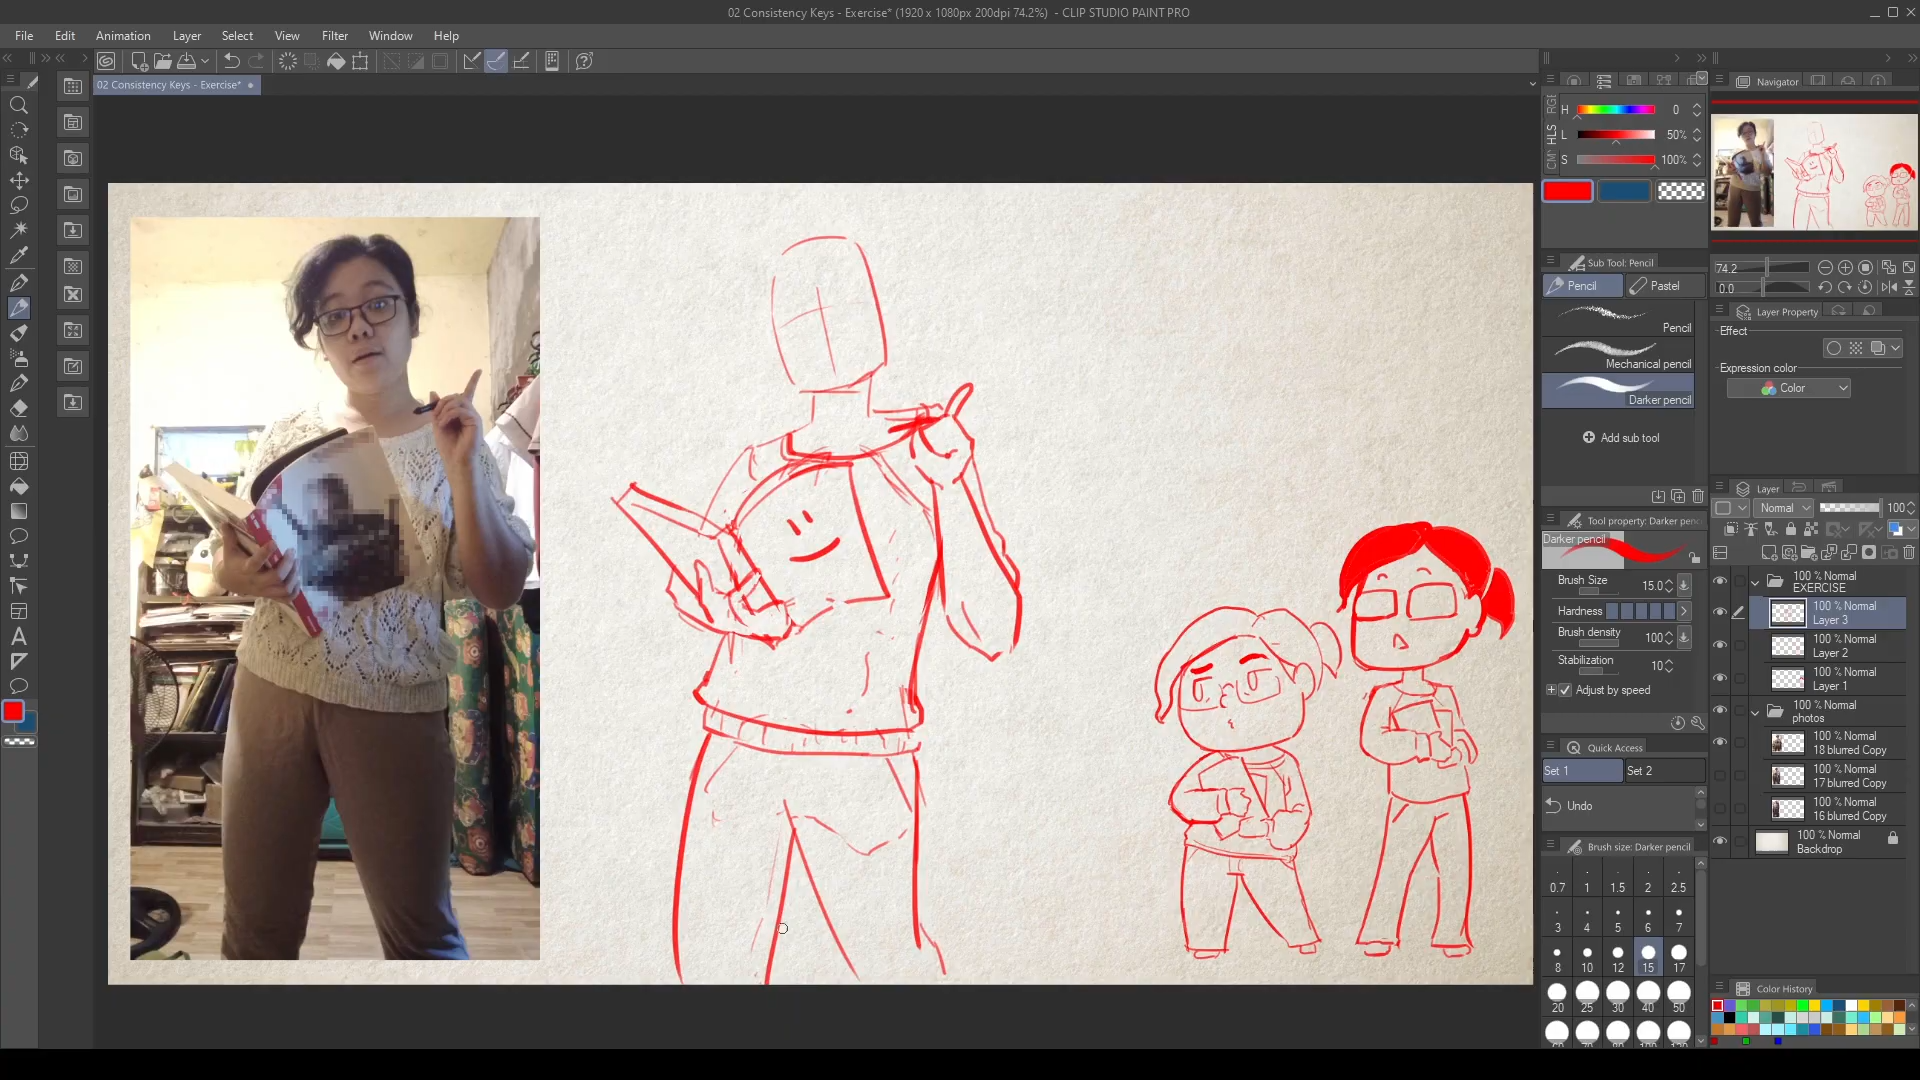 02 Consistency Keys - Exercise* (1920 x 1080px 200dpi 74.2%) - CLIP STUDIO PAINT PRO
File Edit Animation Layer Select View Filter Window Help
02 Consistency Keys - Exercise*
Navigator
RGB
HLS
H 0
L 50%
S 100%
74.2
0.0
Sub Tool: Pencil
Pencil Pastel
Pencil
Mechanical pencil
Darker pencil
Add sub tool
Layer Property
Effect
Expression color
Color
Layer
Normal 100
Tool property: Darker penc
Darker pencil
Brush Size 15.0
Hardness
Brush density 100
Stabilization 10
Adjust by speed
Quick Access
Set 1 Set 2
Undo
100 % Normal
EXERCISE
100 % Normal
Layer 3
100 % Normal
Layer 2
100 % Normal
Layer 1
100 % Normal
photos
100 % Normal
18 blurred Copy
100 % Normal
17 blurred Copy
100 % Normal
16 blurred Copy
100 % Normal
Backdrop
Brush size: Darker pencil
0.7 1 1.5 2 2.5
3 4 5 6 7
8 10 12 15 17
20 25 30 40 50
Color History
A